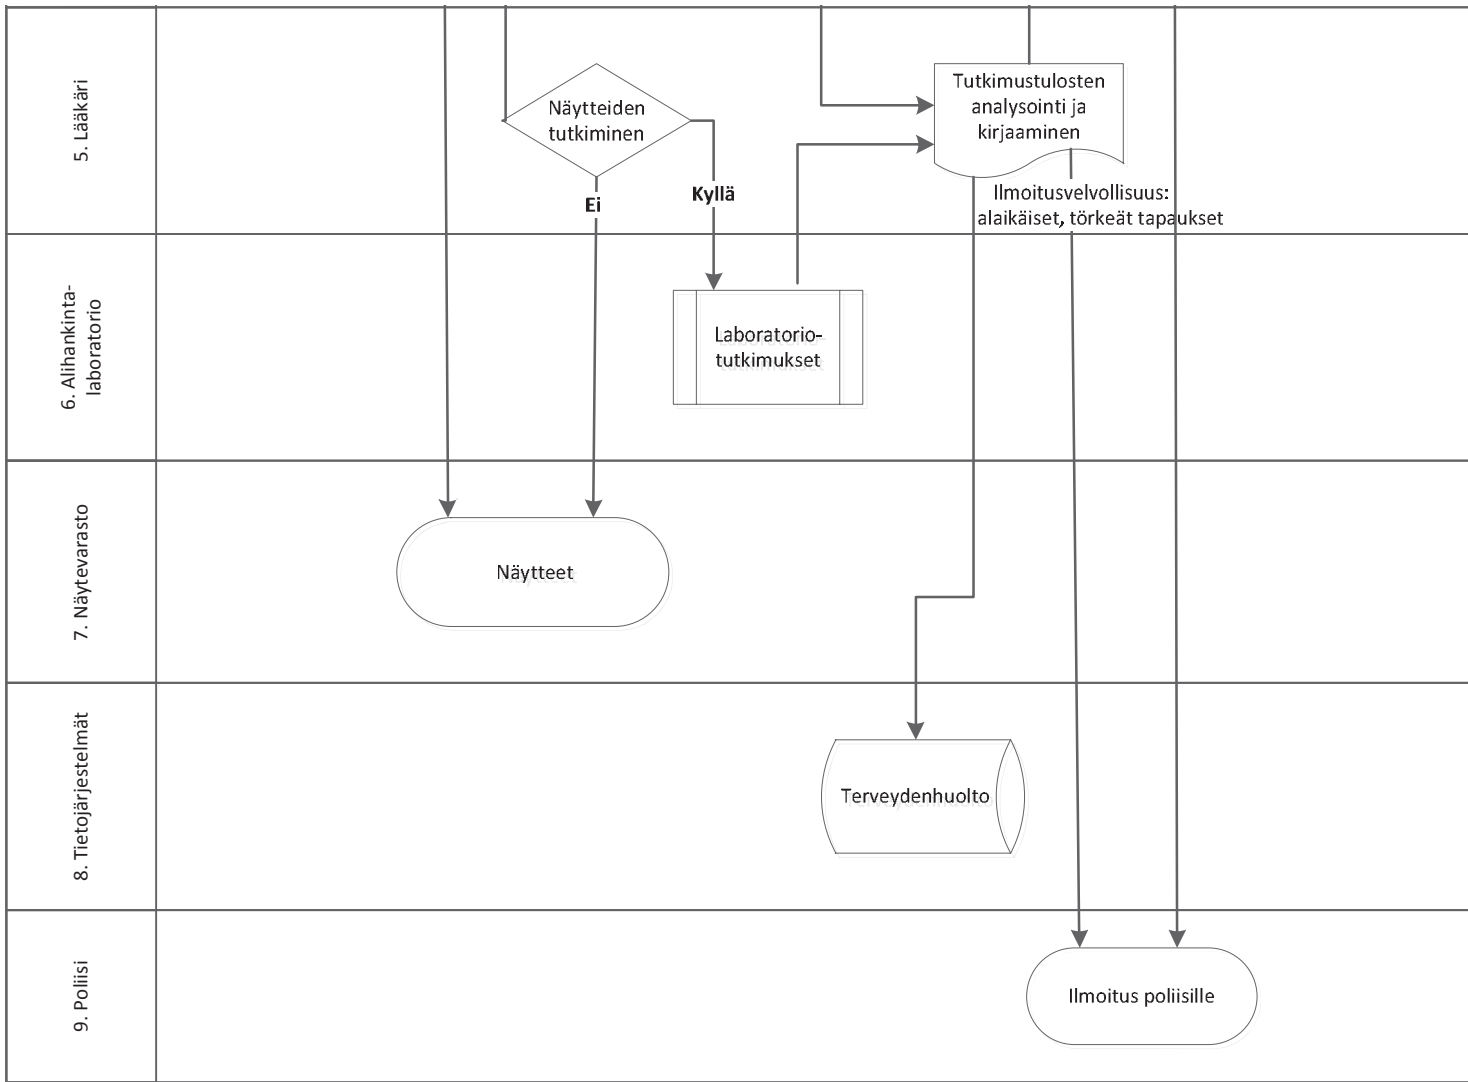 5. Lääkäri
Näytteiden
tutkiminen
Ei
Kyllä
Tutkimustulosten
analysointi ja
kirjaaminen
Ilmoitusvelvollisuus:
alaikäiset, törkeät tapaukset
6. Alihankinta-
laboratorio
Laboratorio-
tutkimukset
7. Näytevarasto
Näytteet
8. Tietojärjestelmät
Terveydenhuolto
9. Poliisi
Ilmoitus poliisille